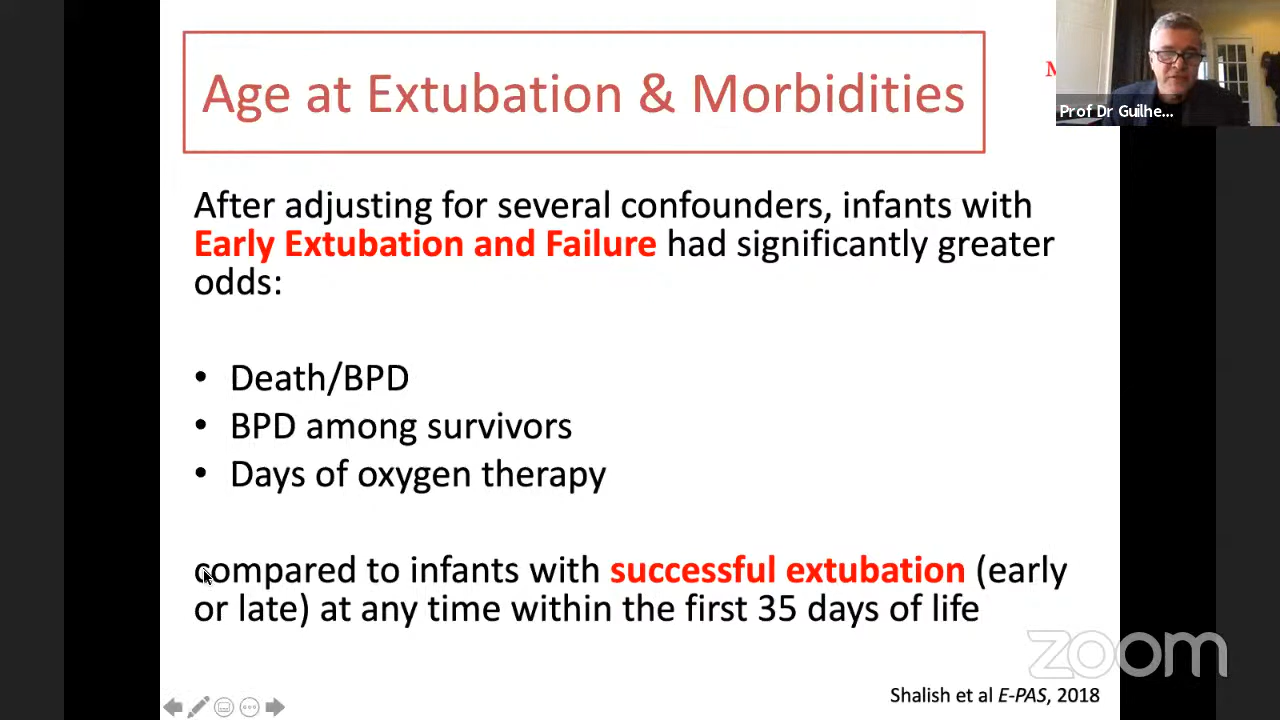 Age at Extubation & Morbidities
M
Prof Dr Guilhe...
After adjusting for several confounders, infants with
Early Extubation and Failure had significantly greater
odds:
• Death/BPD
• BPD among survivors
• Days of oxygen therapy
compared to infants with successful extubation (early
or late) at any time within the first 35 days of life
zoom
Shalish et al E-PAS, 2018